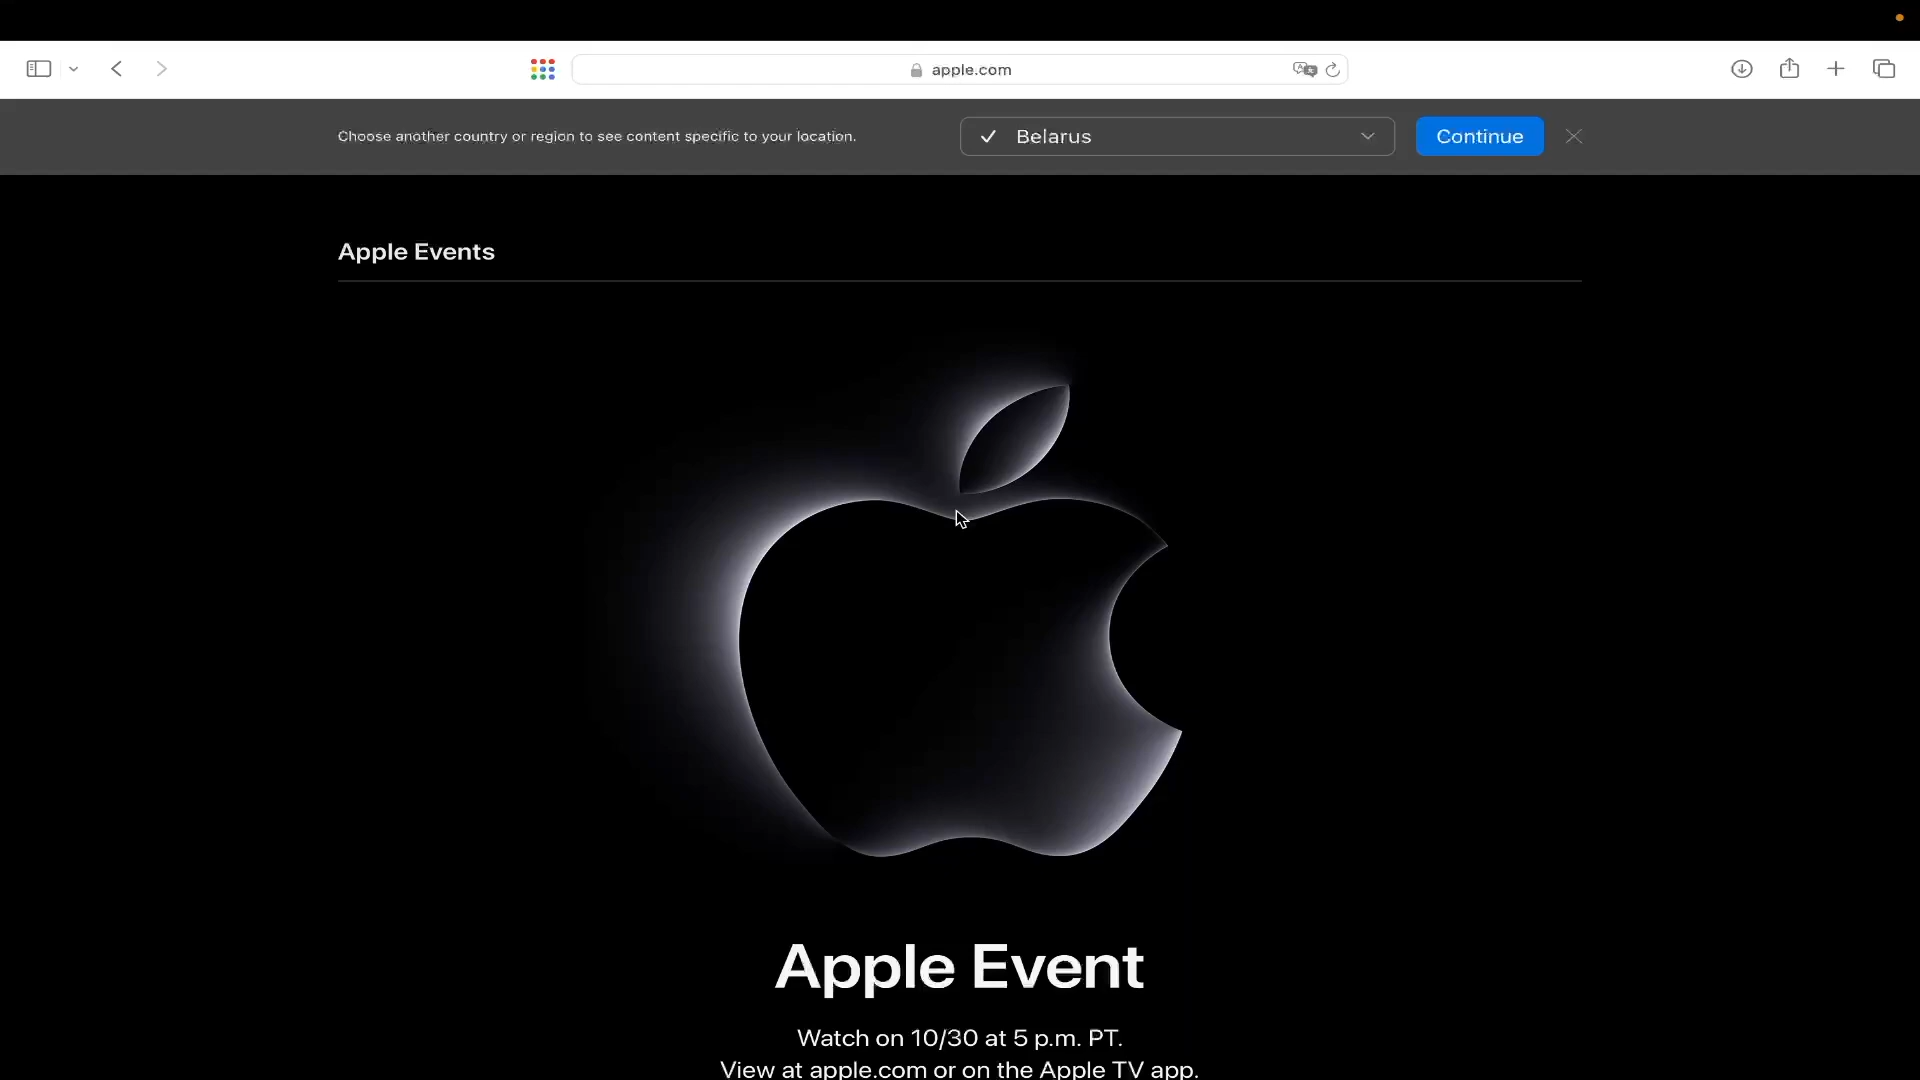 apple.com
Choose another country or region to see content specific to your location.
Belarus
Continue
Apple Events
Apple Event
Watch on 10/30 at 5 p.m. PT.
View at apple.com or on the Apple TV app.